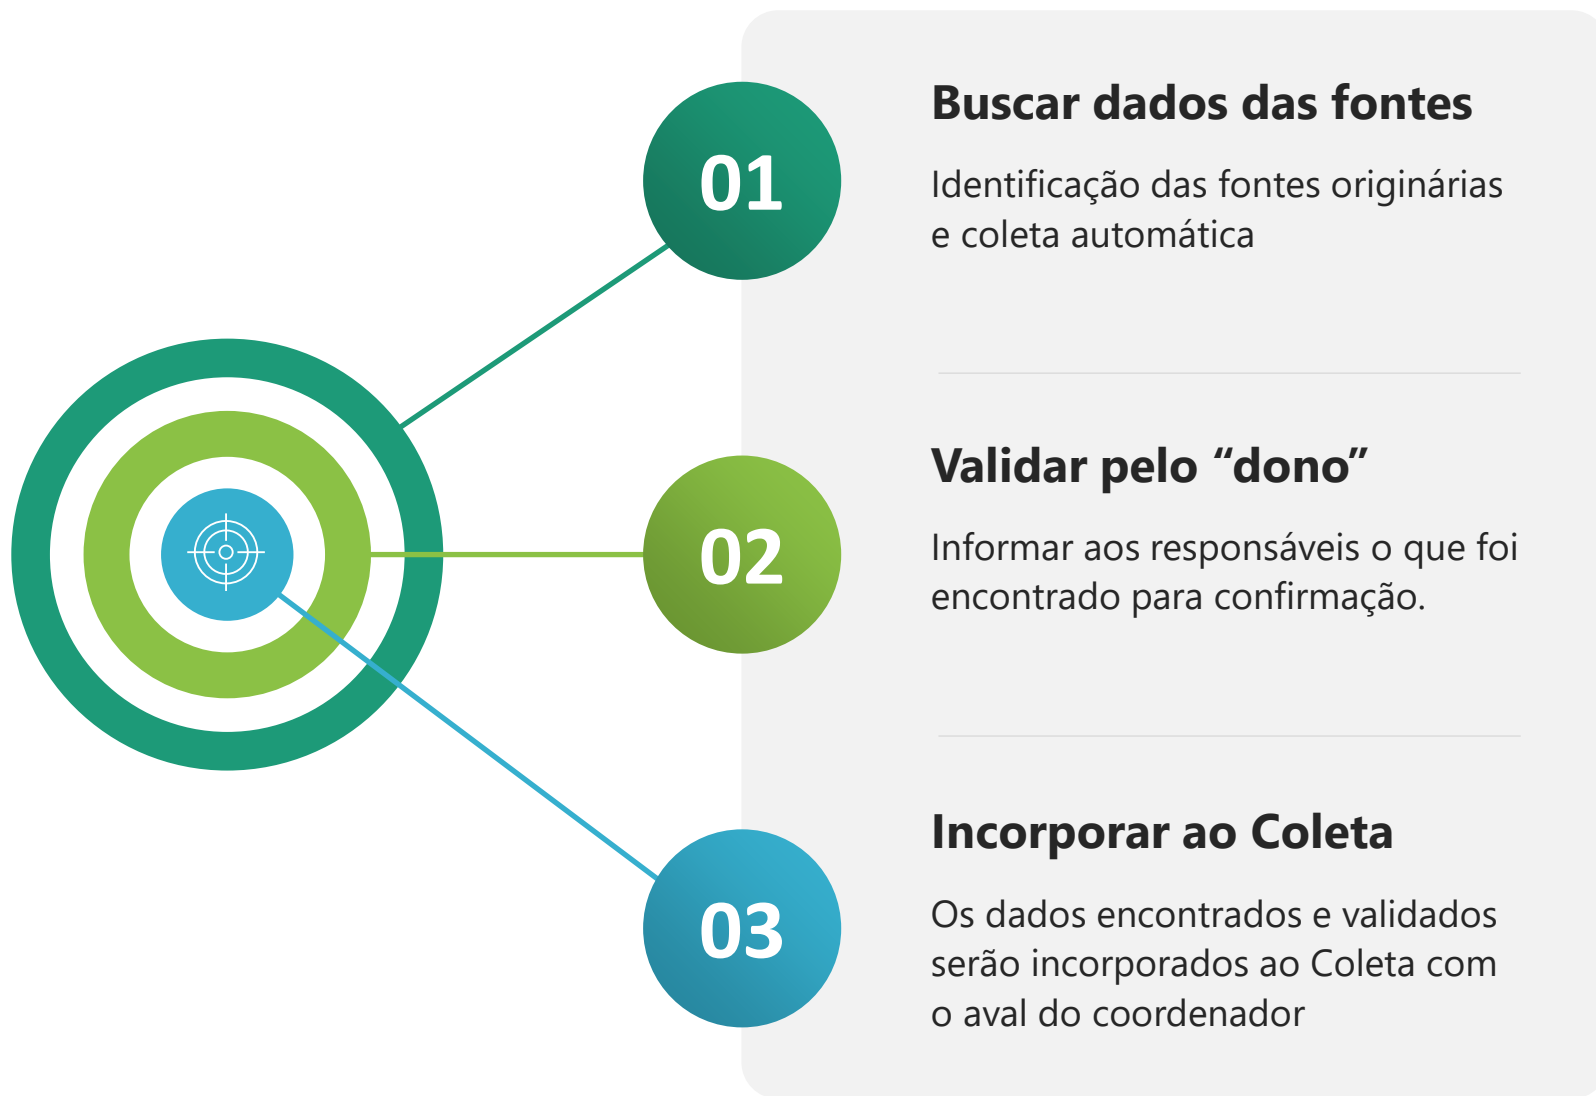 01
Buscar dados das fontes
Identificação das fontes originárias
e coleta automática
02
Validar pelo “dono”
Informar aos responsáveis o que foi
encontrado para confirmação.
03
Incorporar ao Coleta
Os dados encontrados e validados
serão incorporados ao Coleta com
o aval do coordenador